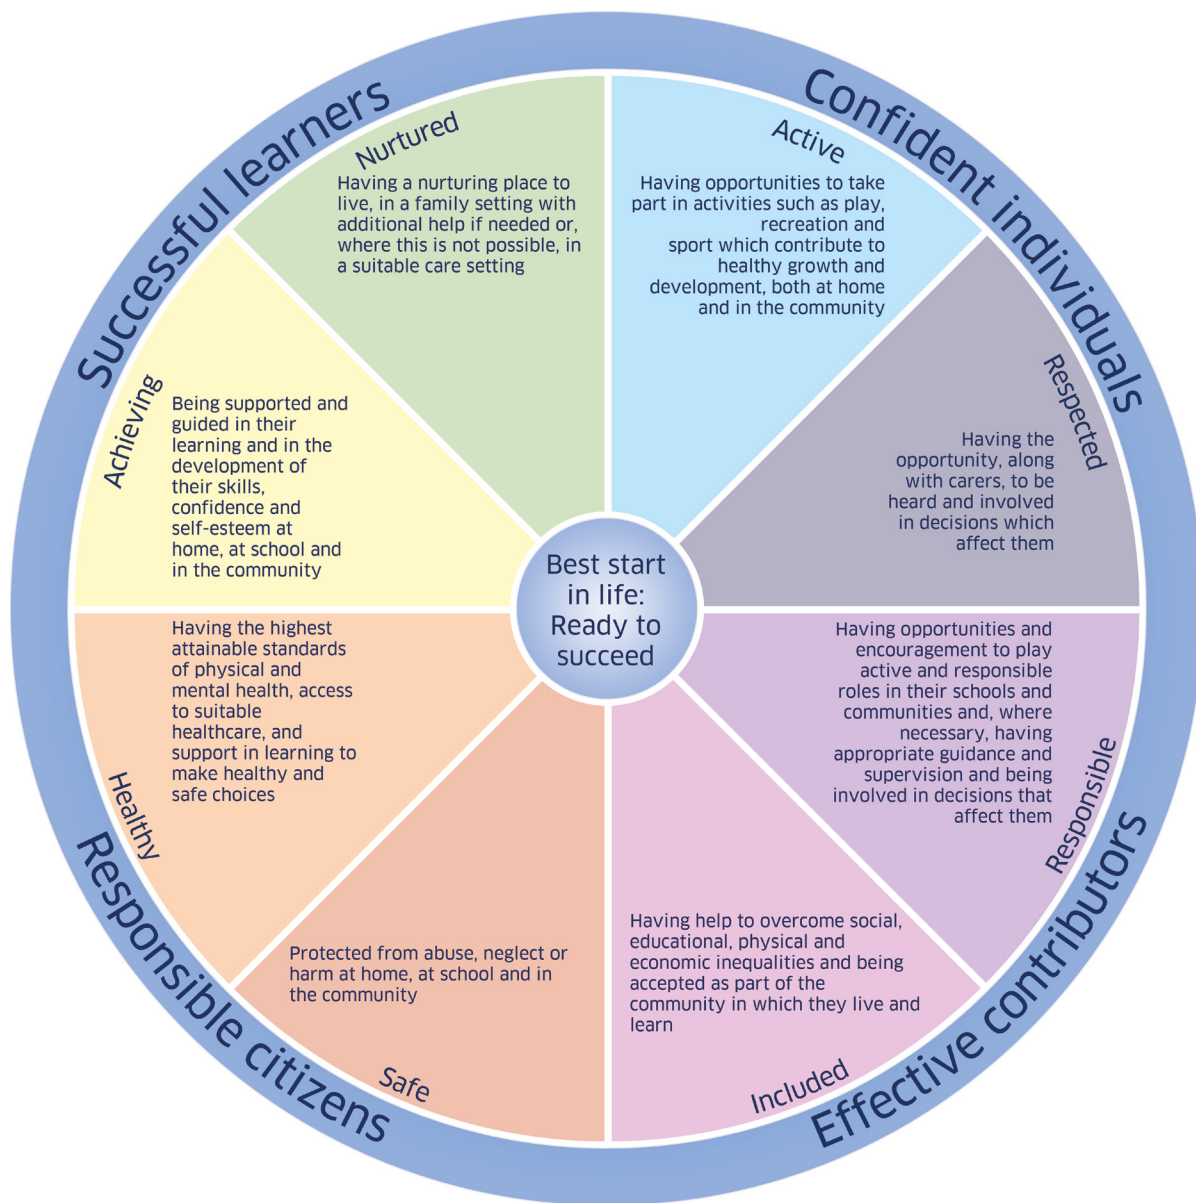 Successful learners
Confident individuals
Nurtured
Having a nurturing place to
live, in a family setting with
additional help if needed or,
where this is not possible, in
a suitable care setting
Active
Having opportunities to take
part in activities such as play,
recreation and
sport which contribute to
healthy growth and
development, both at home
and in the community
Achieving
Being supported and
guided in their
learning and in the
development of
their skills,
confidence and
self-esteem at
home, at school and
in the community
Respected
Having the
opportunity, along
with carers, to be
heard and involved
in decisions which
affect them
Best start
in life:
Ready to
succeed
Having the highest
attainable standards
of physical and
mental health, access
to suitable
healthcare, and
support in learning to
make healthy and
safe choices
Healthy
Having opportunities and
encouragement to play
active and responsible
roles in their schools and
communities and, where
necessary, having
appropriate guidance and
supervision and being
involved in decisions that
affect them
Responsible
Protected from abuse, neglect or
harm at home, at school and in
the community
Safe
Having help to overcome social,
educational, physical and
economic inequalities and being
accepted as part of the
community in which they live and
learn
Included
Responsible citizens
Effective contributors